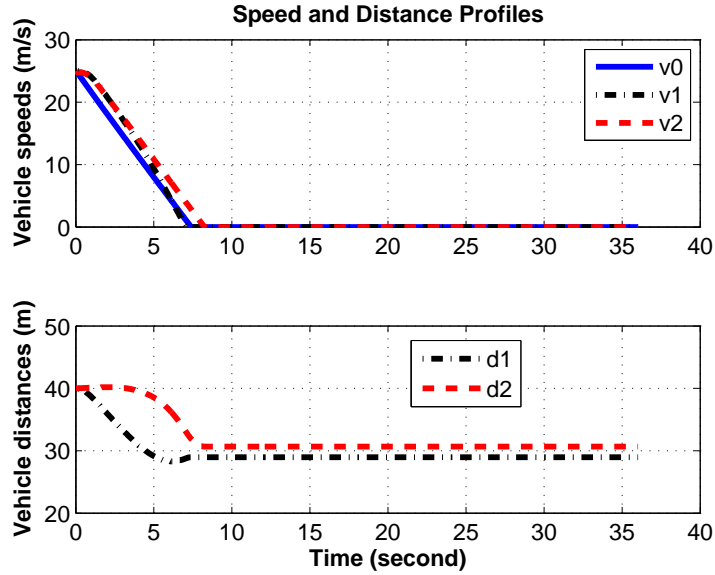 Speed and Distance Profiles
Vehicle speeds (m/s)
30
20
10
0
0 5 10 15 20 25 30 35 40
v0
v1
v2
Vehicle distances (m)
50
40
30
20
0 5 10 15 20 25 30 35 40
d1
d2
Time (second)